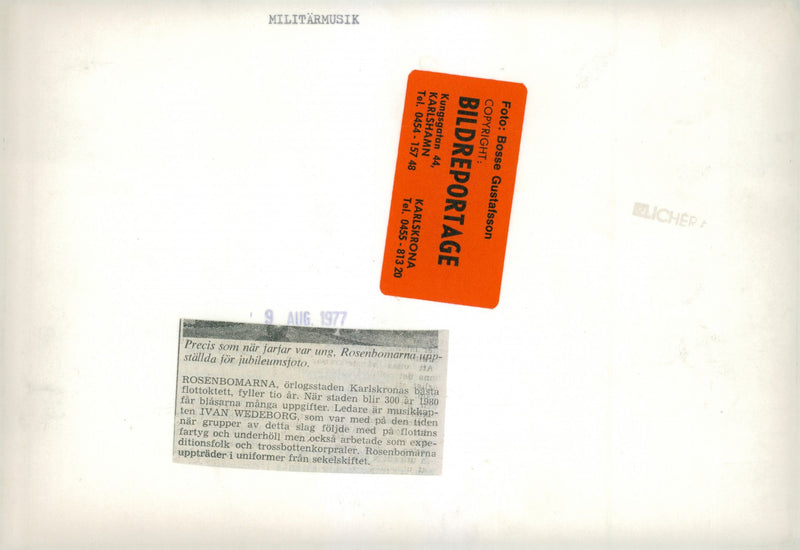 MILITÄRMUSIK
Foto: Bosse Gustafsson
COPYRIGHT:
BILDREPORTAGE
Kungsgatan 44,
KARLSHAMN
Tel. 0454 - 157 48
KARLSKRONA
Tel. 0455 - 813 20
KLICHÉR
9 AUG. 1977
Precis som när farfar var ung. Rosenbomarna upp-
ställda för jubileumsfoto.
ROSENBOMARNA, örlogsstaden Karlskronas bästa
flottoktett, fyller tio år. När staden blir 300 år 1980
får blåsarna många uppgifter. Ledare är musikkap-
ten IVAN WEDEBORG, som var med på den tiden
när grupper av detta slag följde med på flottans
fartyg och underhöll men också arbetade som expe-
ditionsfolk och trossbottenkorpraler. Rosenbomarna
uppträder i uniformer från sekelskiftet.